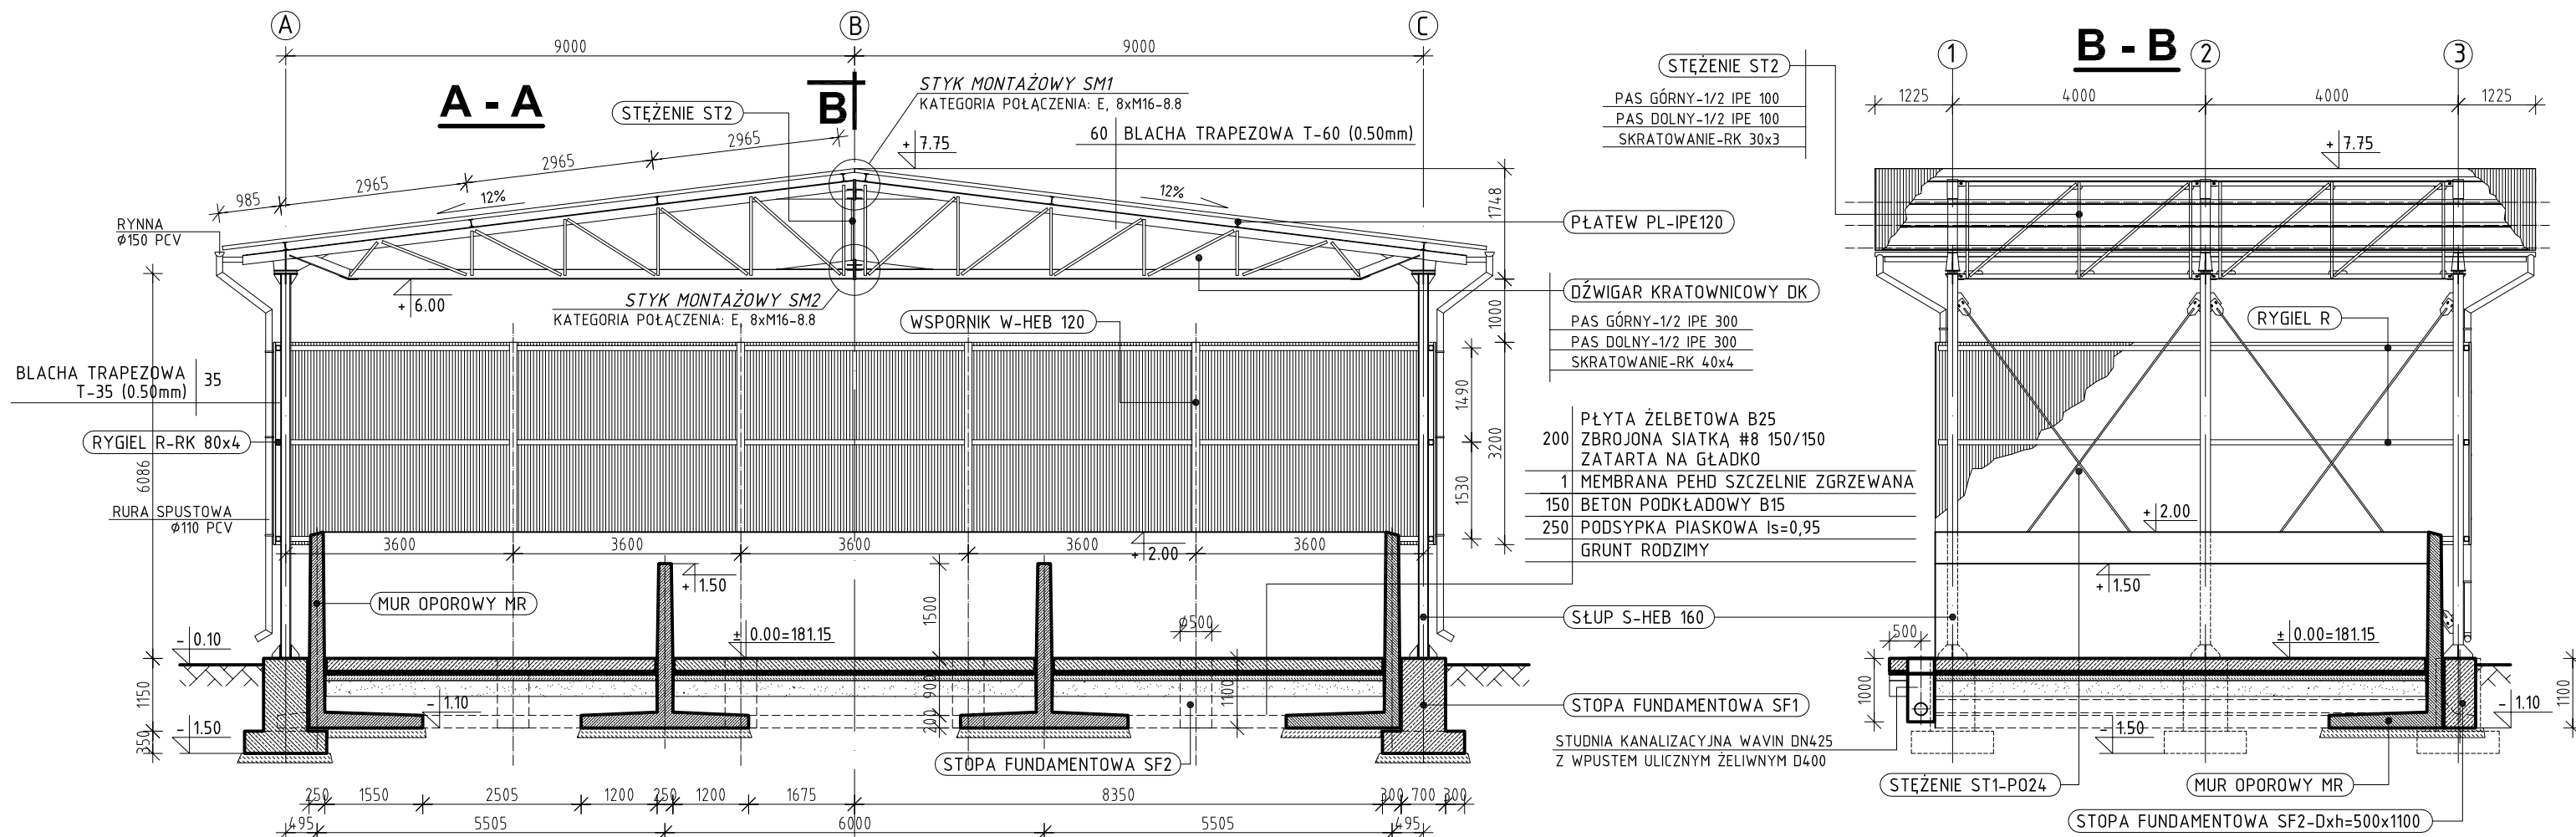 A
B
C
9000
9000
A - A
B
STĘŻENIE ST2
STYK MONTAŻOWY SM1
KATEGORIA POŁĄCZENIA: E, 8xM16-8.8
60 BLACHA TRAPEZOWA T-60 (0.50mm)
+ 7.75
985
2965
2965
2965
12%
12%
RYNNA
Ø150 PCV
1748
PŁATEW PL-IPE120
+ 6.00
STYK MONTAŻOWY SM2
KATEGORIA POŁĄCZENIA: E, 8xM16-8.8
WSPORNIK W-HEB 120
DŹWIGAR KRATOWNICOWY DK
PAS GÓRNY-1/2 IPE 300
PAS DOLNY-1/2 IPE 300
SKRATOWANIE-RK 40x4
1000
BLACHA TRAPEZOWA 35
T-35 (0.50mm)
RYGIEL R-RK 80x4
6086
RURA SPUSTOWA
Ø110 PCV
1490
3200
1530
PŁYTA ŻELBETOWA B25
200 ZBROJONA SIATKĄ #8 150/150
ZATARTA NA GŁADKO
1 MEMBRANA PEHD SZCZELNIE ZGRZEWANA
150 BETON PODKŁADOWY B15
250 PODSYPKA PIASKOWA Is=0,95
GRUNT RODZIMY
3600
3600
3600
3600
3600
+ 2.00
+ 1.50
1500
MUR OPOROWY MR
Ø500
SŁUP S-HEB 160
- 0.10
± 0.00=181.15
1150
350
- 1.50
- 1.10
900
200
1100
STOPA FUNDAMENTOWA SF1
STOPA FUNDAMENTOWA SF2
STUDNIA KANALIZACYJNA WAVIN DN425
Z WPUSTEM ULICZNYM ŻELIWNYM D400
250
1550
2505
1200
250
1200
1675
8350
300
700
300
495
5505
6000
5505
495
B - B
1
2
3
STĘŻENIE ST2
PAS GÓRNY-1/2 IPE 100
PAS DOLNY-1/2 IPE 100
SKRATOWANIE-RK 30x3
1225
4000
4000
1225
+ 7.75
RYGIEL R
+ 2.00
+ 1.50
500
± 0.00=181.15
1000
1100
- 1.10
- 1.50
STĘŻENIE ST1-PO24
MUR OPOROWY MR
STOPA FUNDAMENTOWA SF2-Dxh=500x1100